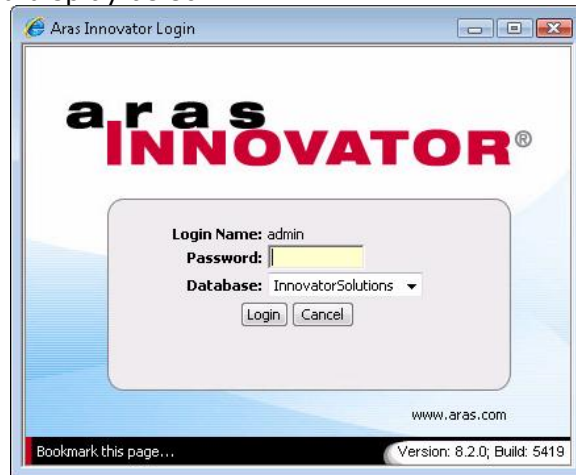 Aras Innovator Login
aras
INNOVATOR®
Login Name: admin
Password:
Database: InnovatorSolutions
Login Cancel
www.aras.com
Bookmark this page... Version: 8.2.0; Build: 5419